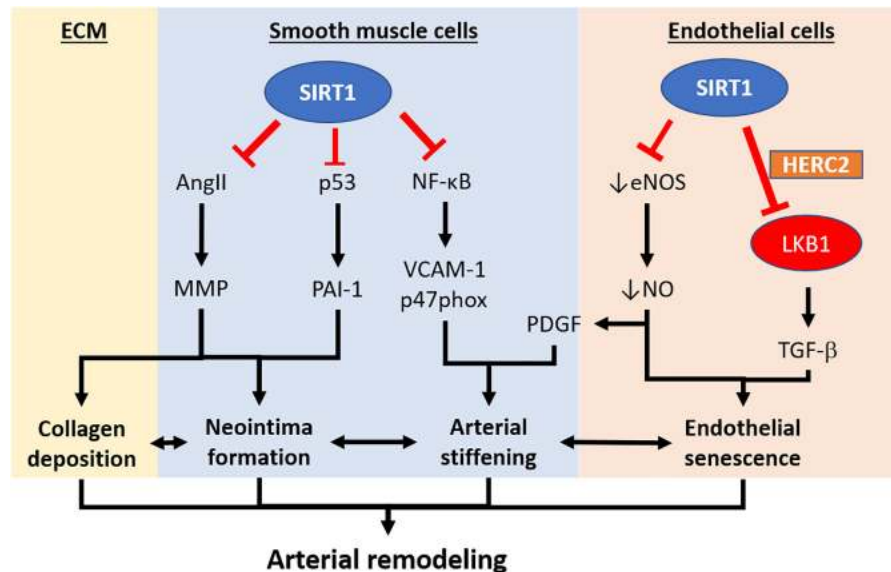 ECM
Smooth muscle cells
Endothelial cells
SIRT1
SIRT1
HERC2
AngII
p53
NF-κB
↓eNOS
LKB1
MMP
PAI-1
VCAM-1
p47phox
↓NO
PDGF
TGF-β
Collagen
deposition
Neointima
formation
Arterial
stiffening
Endothelial
senescence
Arterial remodeling